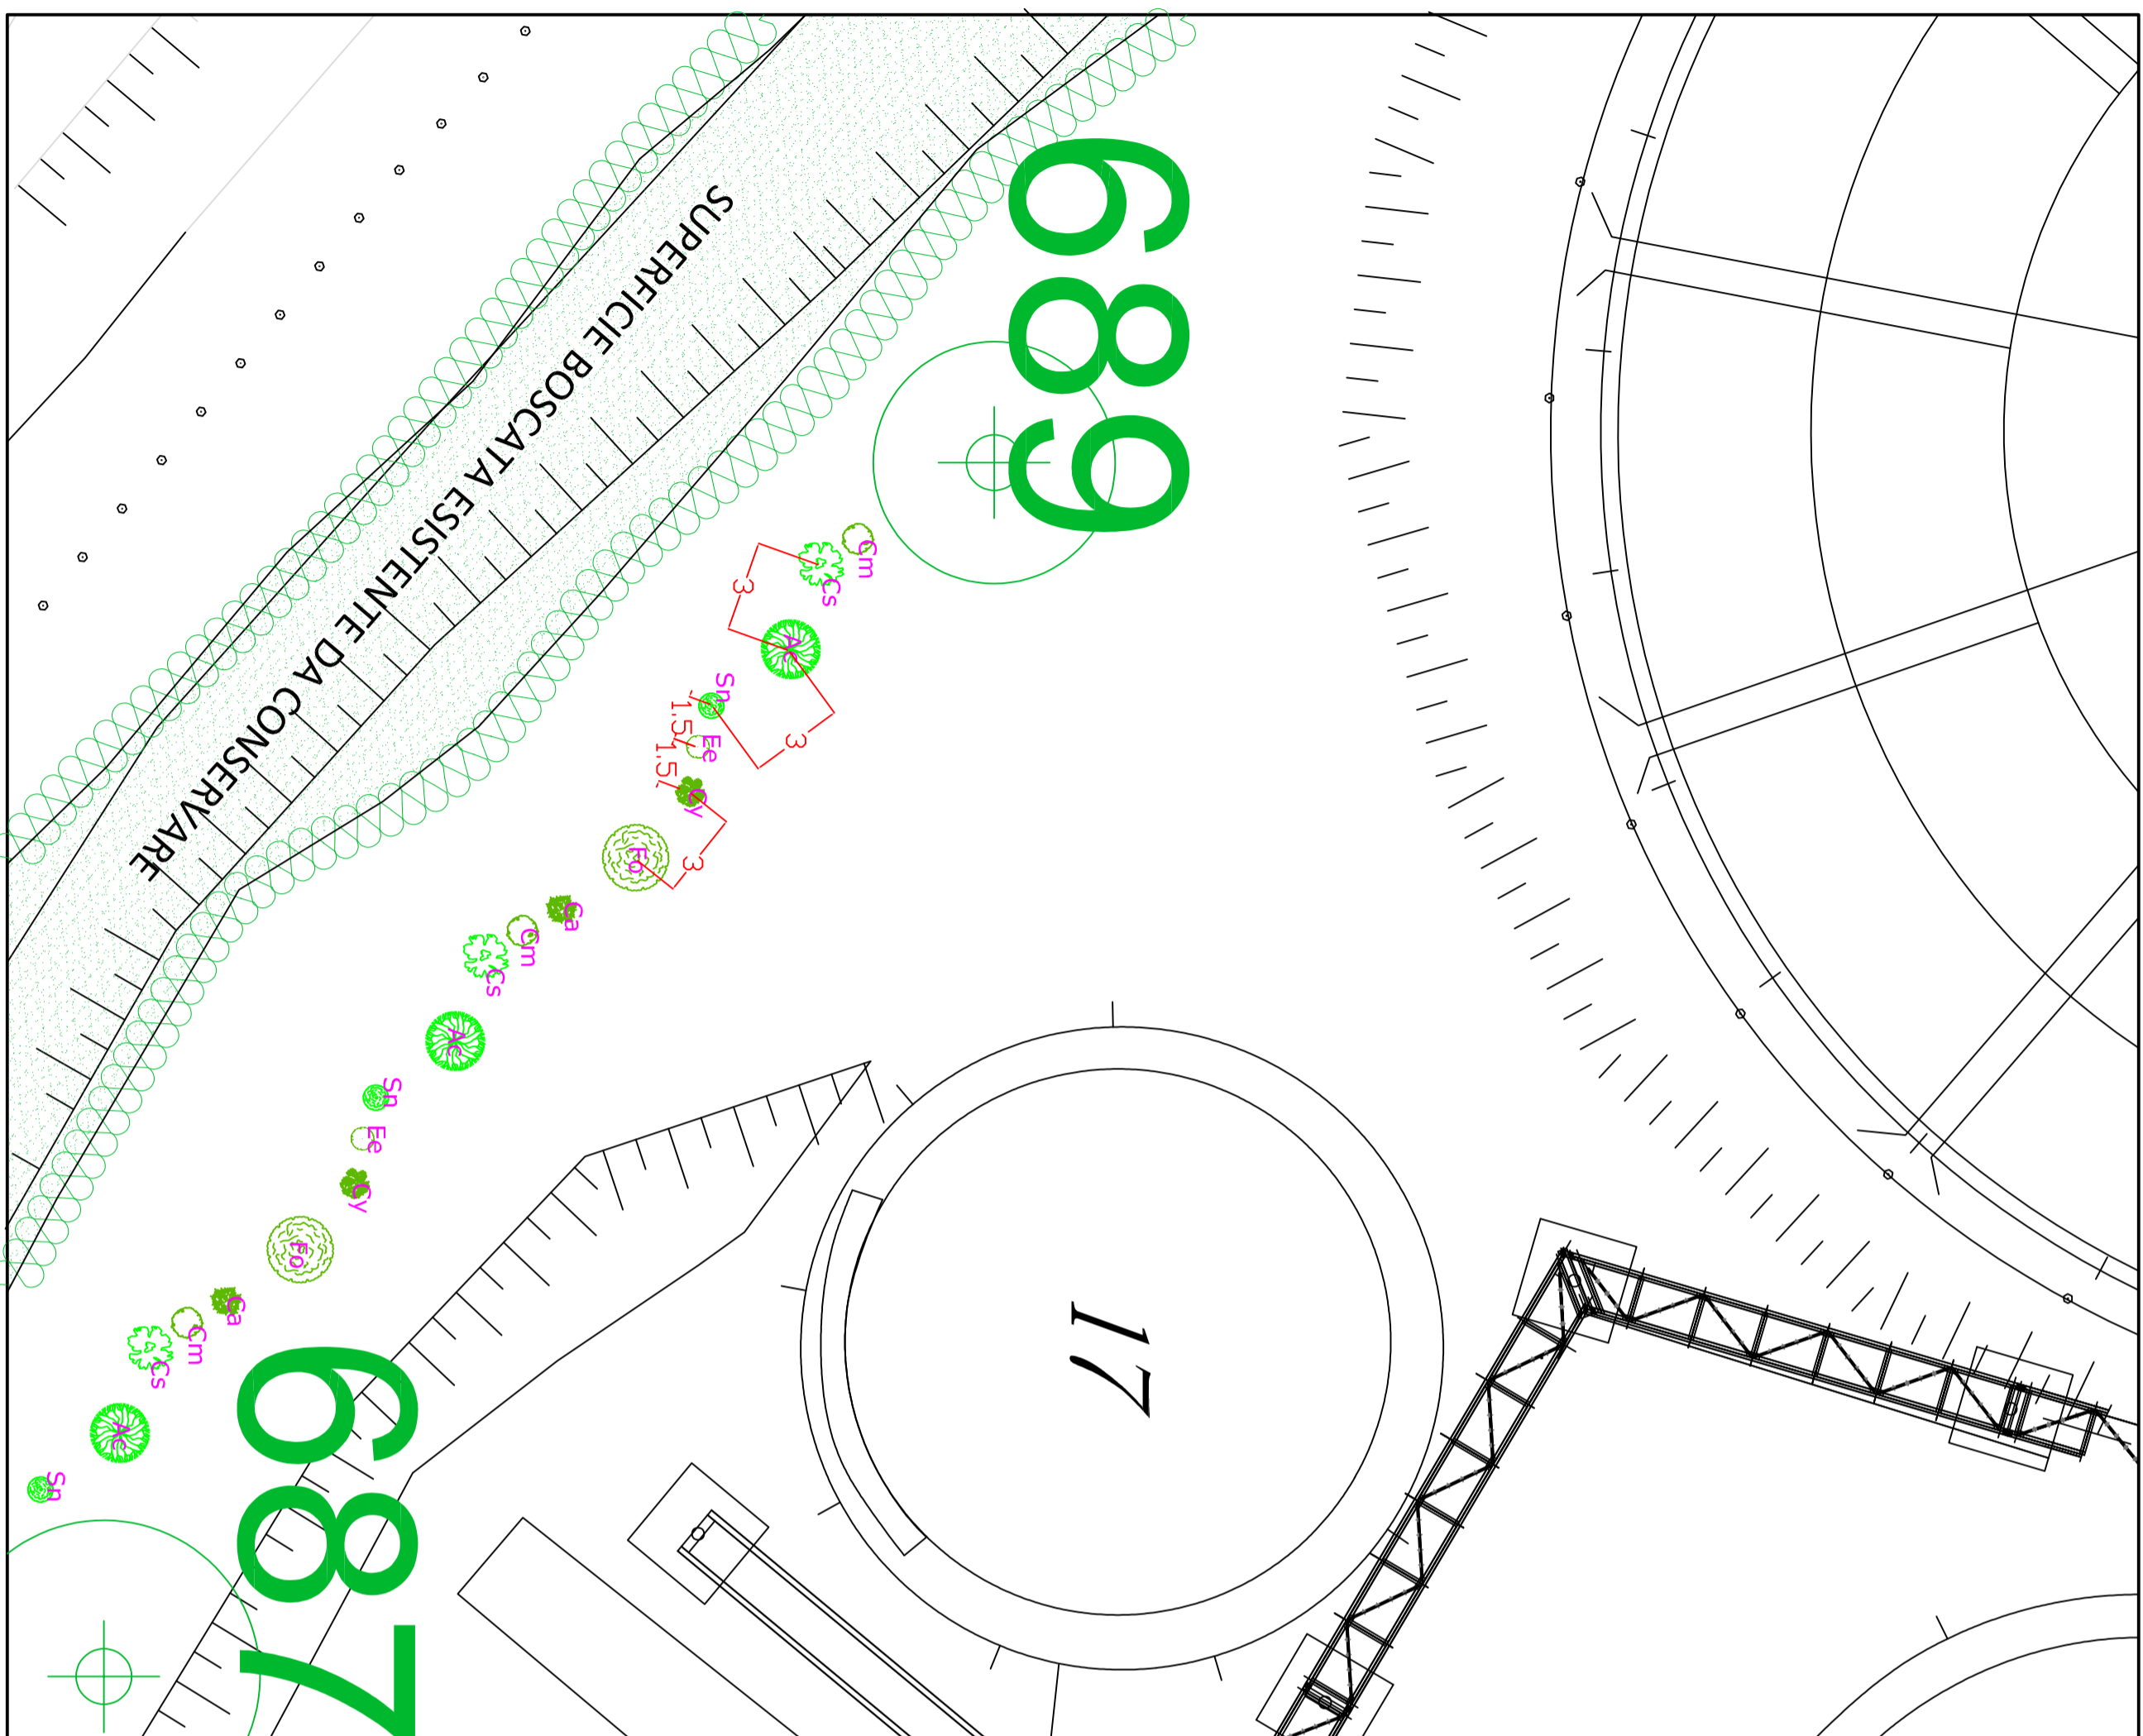 SUPERFICIE BOSCATA ESISTENTE DA CONSERVARE
689
Cm
Cs
3
Ac
Sn
3
1.5
Ee
1.5
Cy
3
Fo
Ca
Cm
Cs
Ac
Sn
Ee
Cy
Fo
Ca
Cm
Cs
Ac
Sn
17
687